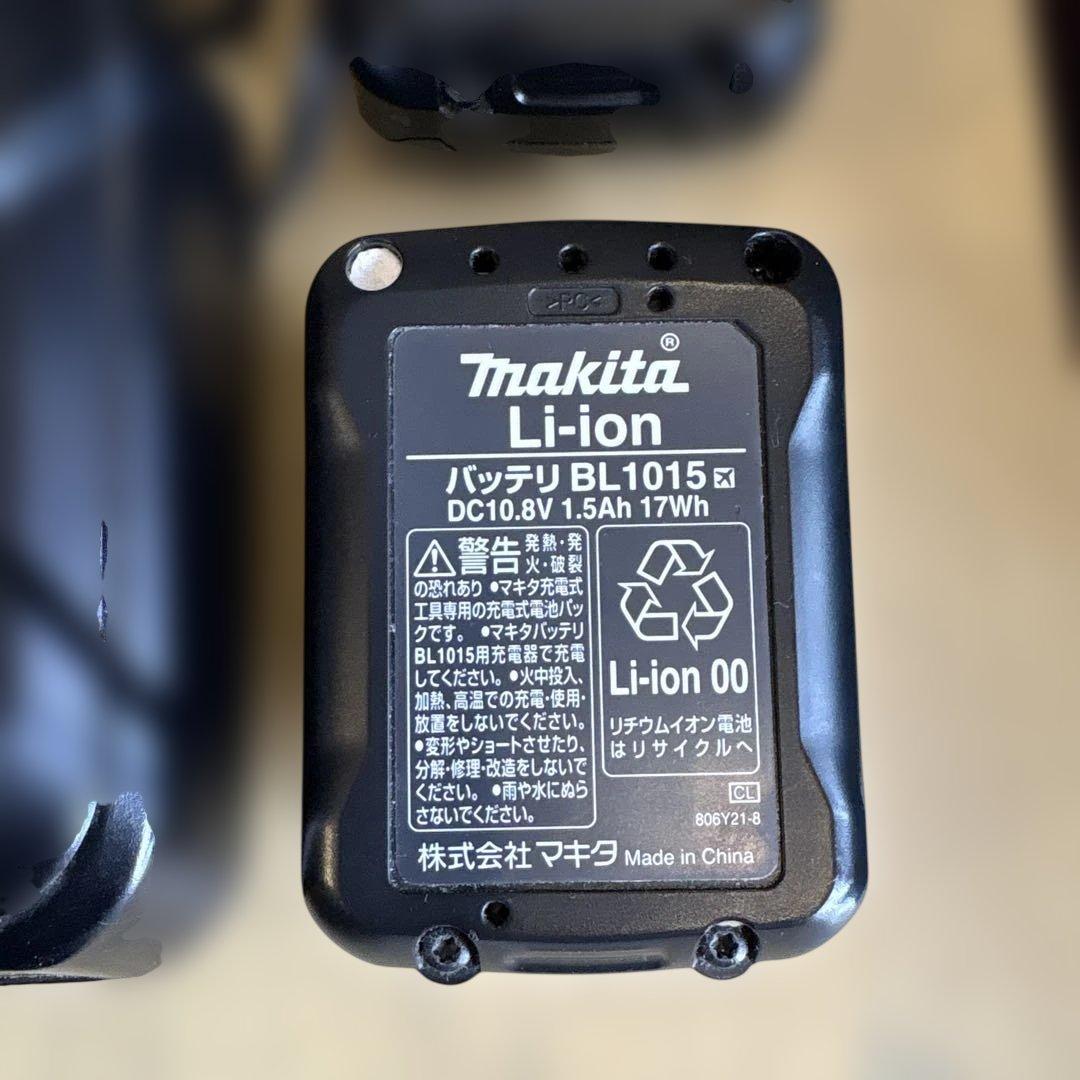 >PC<
makita®
Li-ion
バッテリ BL1015
DC10.8V 1.5Ah 17Wh
⚠警告 発熱・発
火・破裂
の恐れあり ●マキタ充電式
工具専用の充電式電池パッ
クです。 ●マキタバッテリ
BL1015用充電器で充電
してください。●火中投入、
加熱、高温での充電・使用・
放置をしないでください。
●変形やショートさせたり、
分解・修理・改造をしないで
ください。 ●雨や水にぬら
さないでください。
Li-ion 00
リチウムイオン電池
はリサイクルへ
CL
806Y21-8
株式会社マキタ Made in China